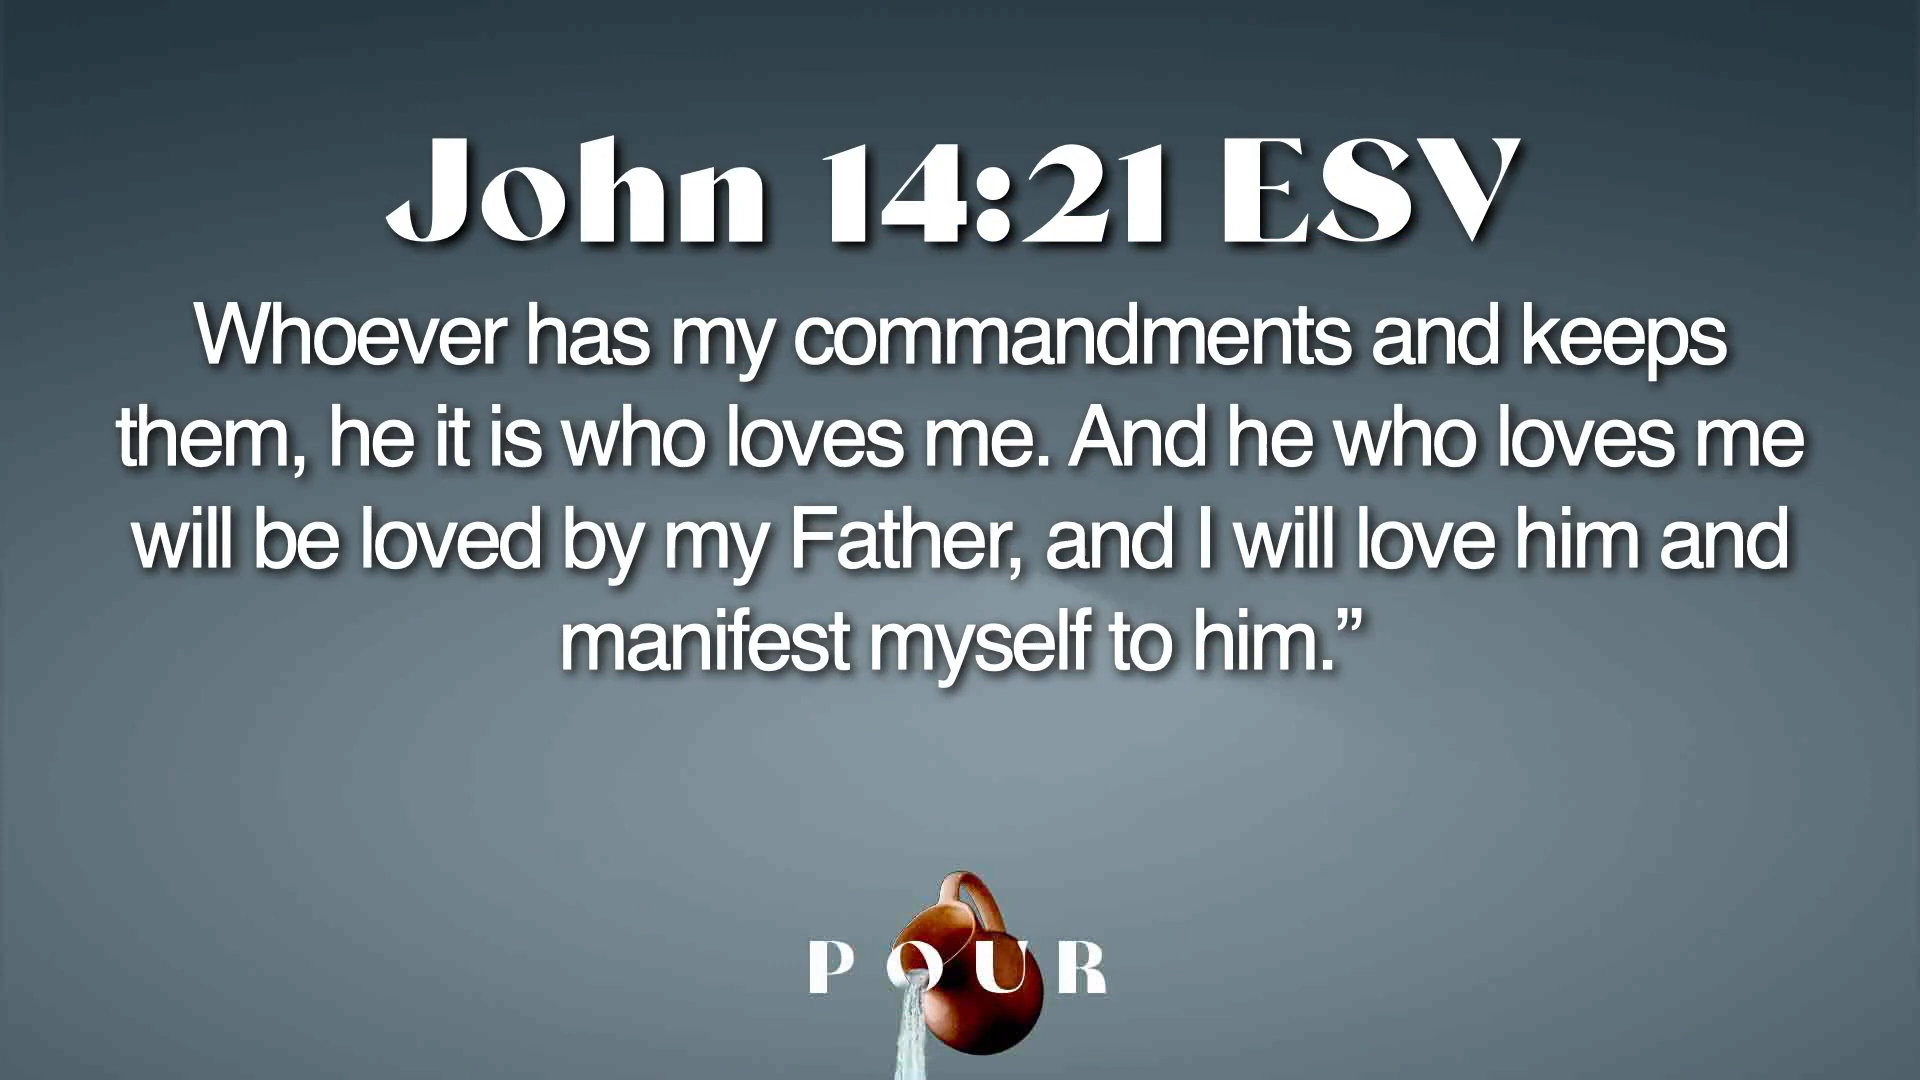 John 14:21 ESV
Whoever has my commandments and keeps
them, he it is who loves me. And he who loves me
will be loved by my Father, and I will love him and
manifest myself to him.”
POUR